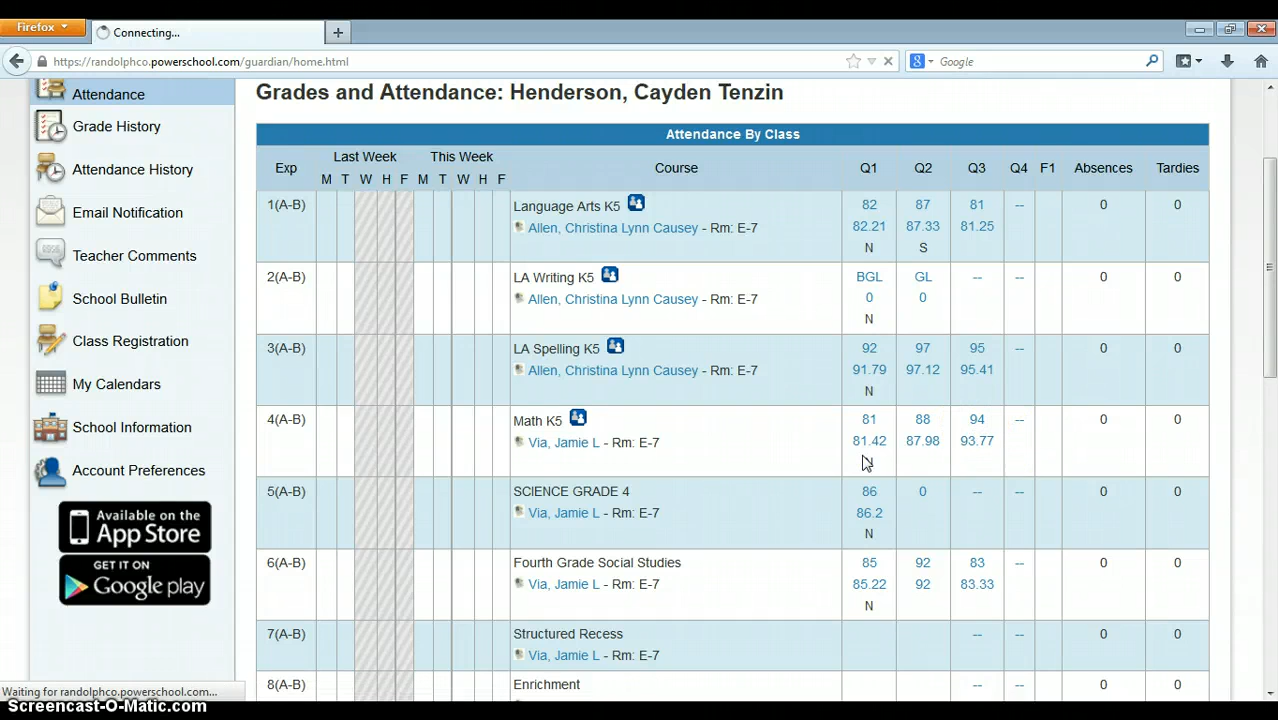 Firefox
Connecting...
https://randolphco.powerschool.com/guardian/home.html
Google
Attendance
Grade History
Attendance History
Email Notification
Teacher Comments
School Bulletin
Class Registration
My Calendars
School Information
Account Preferences
Available on the
App Store
GET IT ON
Google play
Grades and Attendance: Henderson, Cayden Tenzin
Attendance By Class
Exp Last Week This Week Course Q1 Q2 Q3 Q4 F1 Absences Tardies
M T W H F M T W H F
1(A-B) Language Arts K5 82 87 81 -- 0 0
Allen, Christina Lynn Causey - Rm: E-7 82.21 87.33 81.25
N S
2(A-B) LA Writing K5 BGL GL -- -- 0 0
Allen, Christina Lynn Causey - Rm: E-7 0 0
N
3(A-B) LA Spelling K5 92 97 95 -- 0 0
Allen, Christina Lynn Causey - Rm: E-7 91.79 97.12 95.41
N
4(A-B) Math K5 81 88 94 -- 0 0
Via, Jamie L - Rm: E-7 81.42 87.98 93.77
5(A-B) SCIENCE GRADE 4 86 0 -- -- 0 0
Via, Jamie L - Rm: E-7 86.2
N
6(A-B) Fourth Grade Social Studies 85 92 83 -- 0 0
Via, Jamie L - Rm: E-7 85.22 92 83.33
N
7(A-B) Structured Recess -- -- 0 0
Via, Jamie L - Rm: E-7
8(A-B) Enrichment -- -- 0 0
Waiting for randolphco.powerschool.com...
Screencast-O-Matic.com